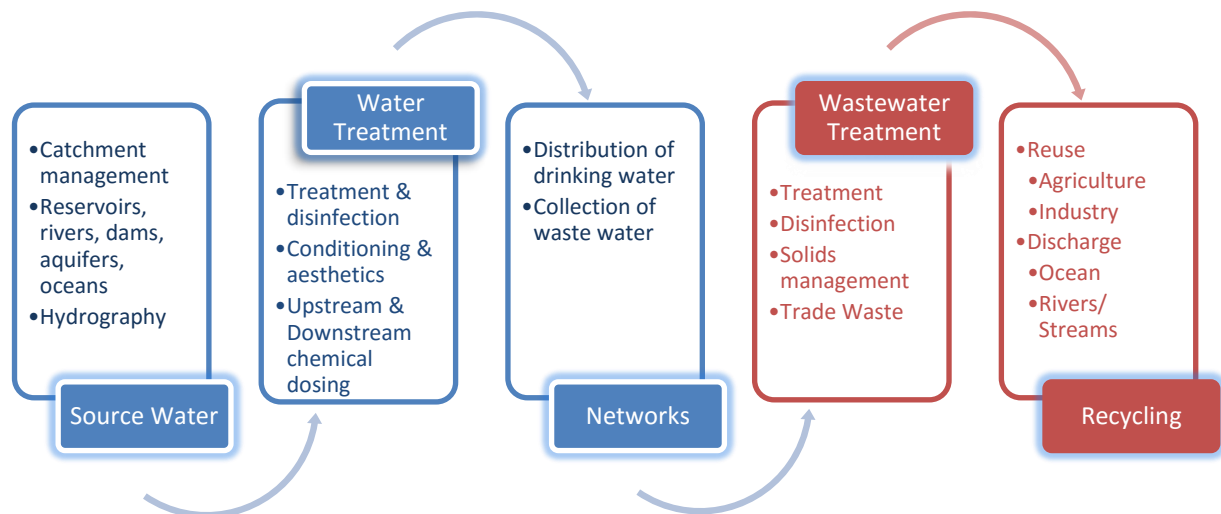 •Catchment
management
•Reservoirs,
rivers, dams,
aquifers,
oceans
•Hydrography
Source Water
Water
Treatment
•Treatment &
disinfection
•Conditioning &
aesthetics
•Upstream &
Downstream
chemical
dosing
•Distribution of
drinking water
•Collection of
waste water
Networks
Wastewater
Treatment
•Treatment
•Disinfection
•Solids
management
•Trade Waste
•Reuse
•Agriculture
•Industry
•Discharge
•Ocean
•Rivers/
Streams
Recycling